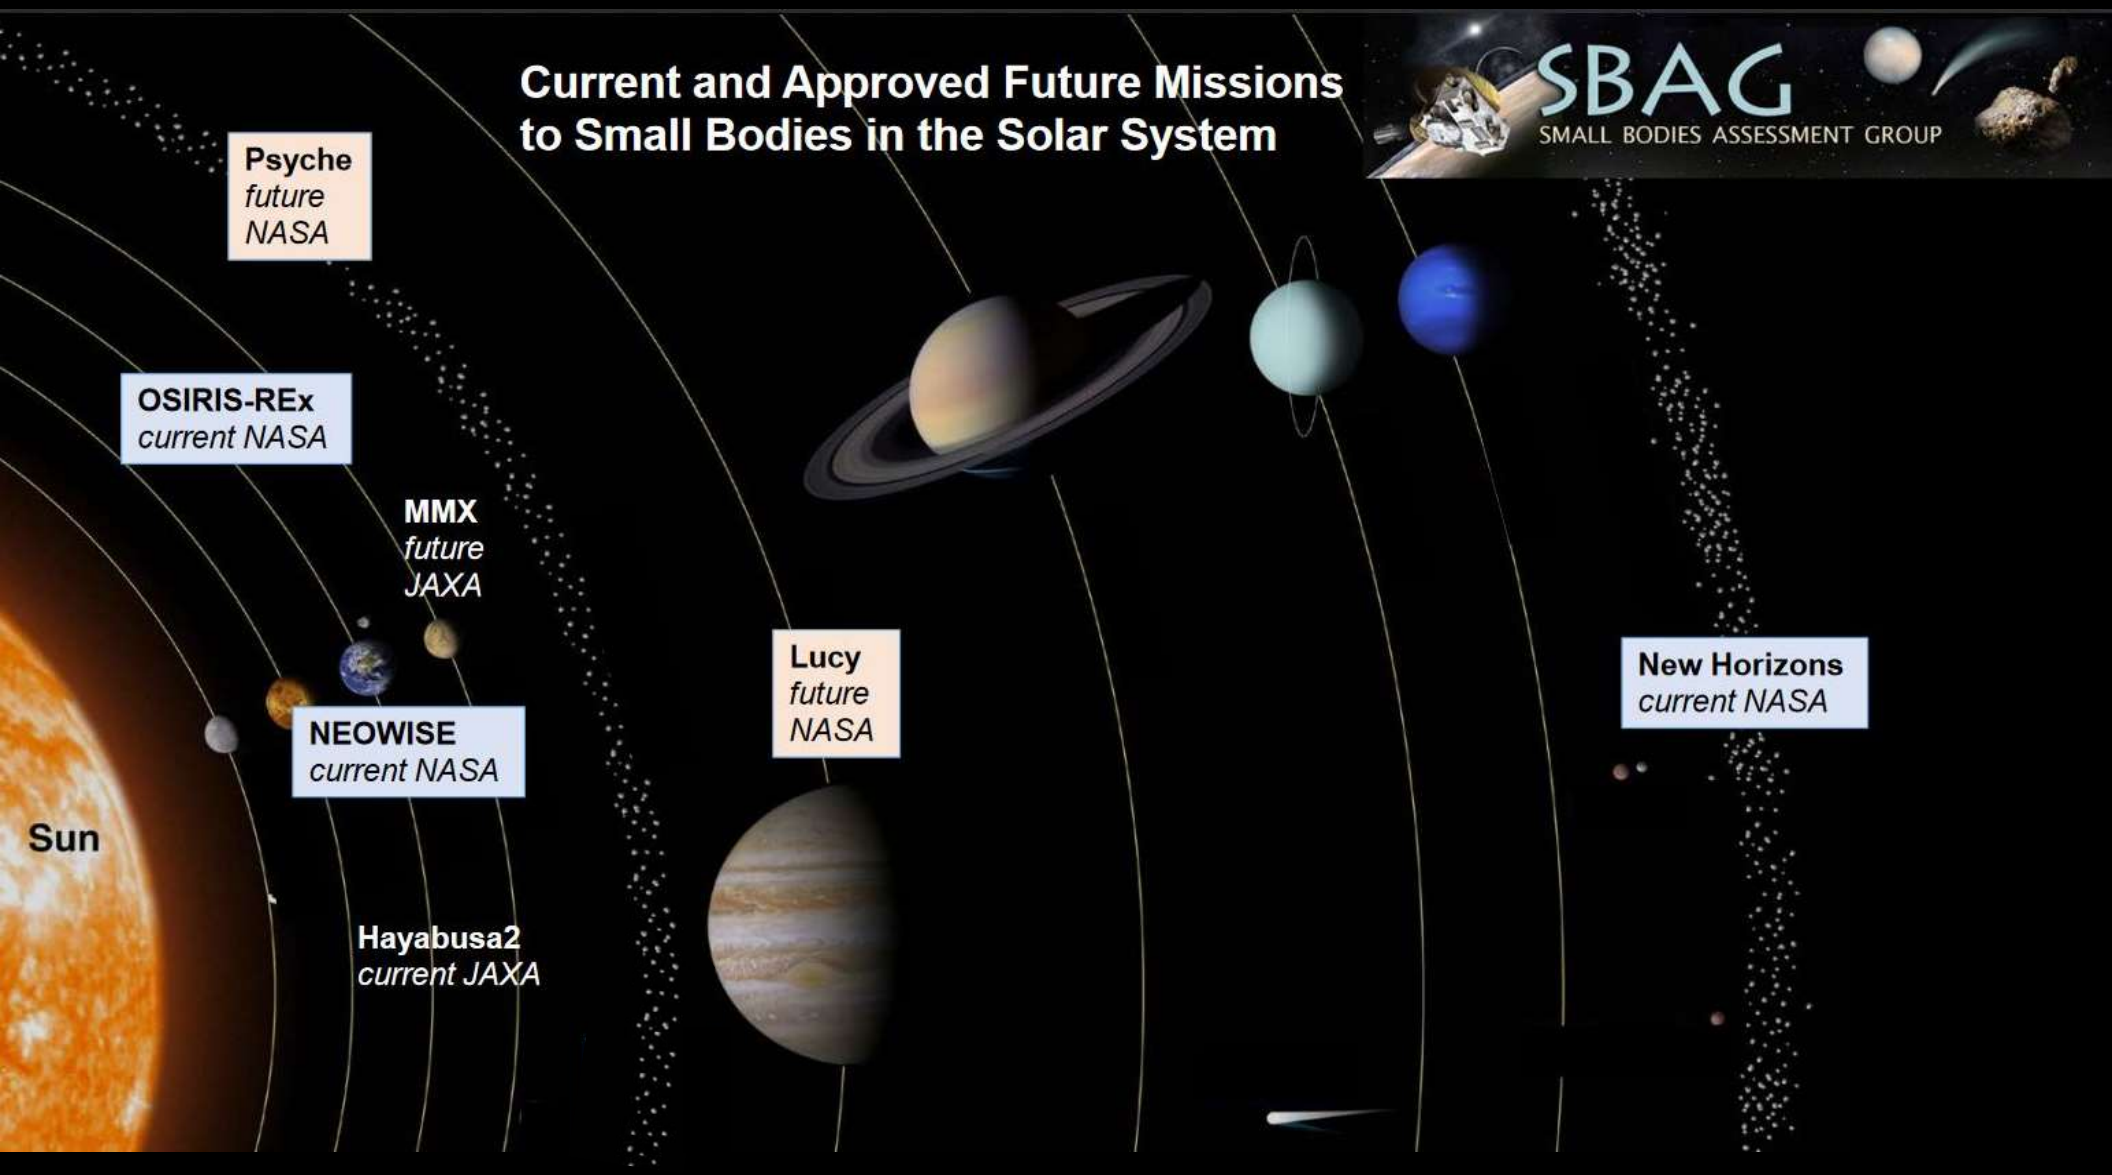 Current and Approved Future Missions
to Small Bodies in the Solar System
SBAG
SMALL BODIES ASSESSMENT GROUP
Psyche
future
NASA
OSIRIS-REx
current NASA
MMX
future
JAXA
Lucy
future
NASA
New Horizons
current NASA
NEOWISE
current NASA
Sun
Hayabusa2
current JAXA